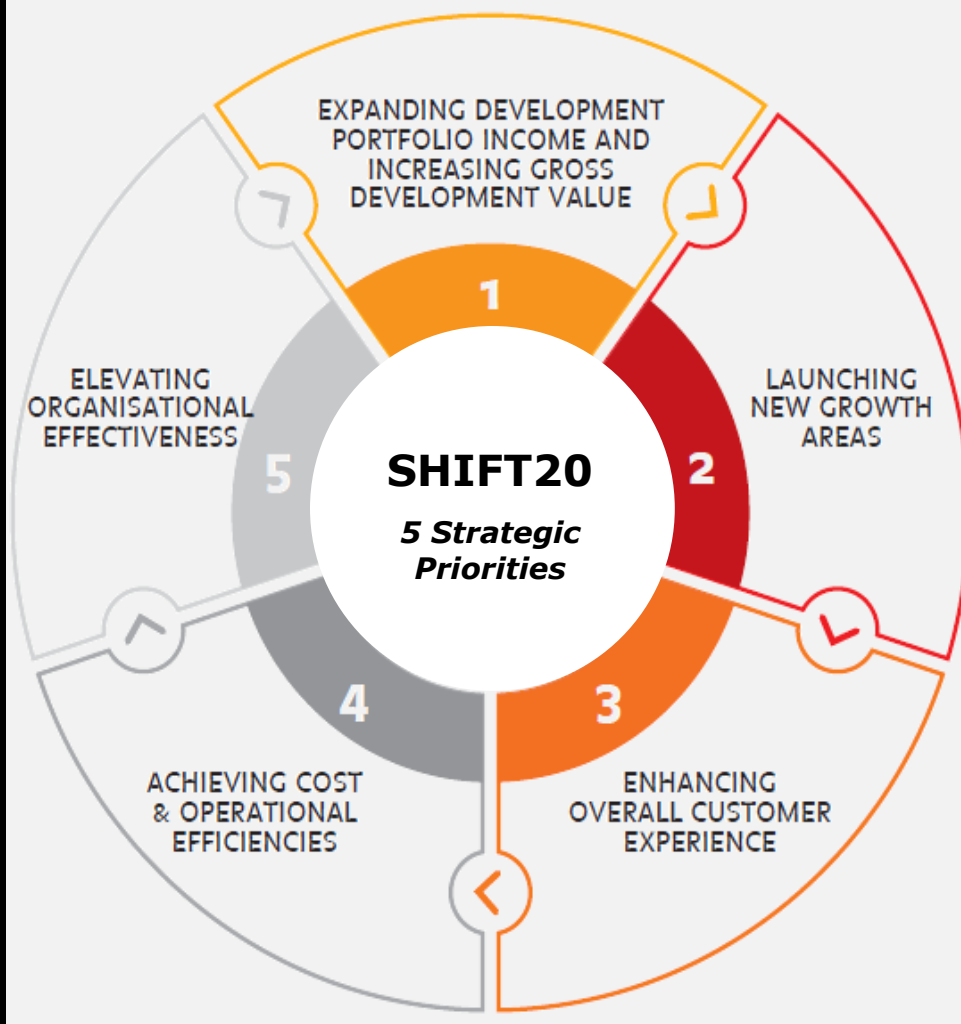 EXPANDING DEVELOPMENT
PORTFOLIO INCOME AND
INCREASING GROSS
DEVELOPMENT VALUE
1
LAUNCHING
NEW GROWTH
AREAS
2
ENHANCING
OVERALL CUSTOMER
EXPERIENCE
3
ACHIEVING COST
& OPERATIONAL
EFFICIENCIES
4
ELEVATING
ORGANISATIONAL
EFFECTIVENESS
5
SHIFT20
5 Strategic
Priorities